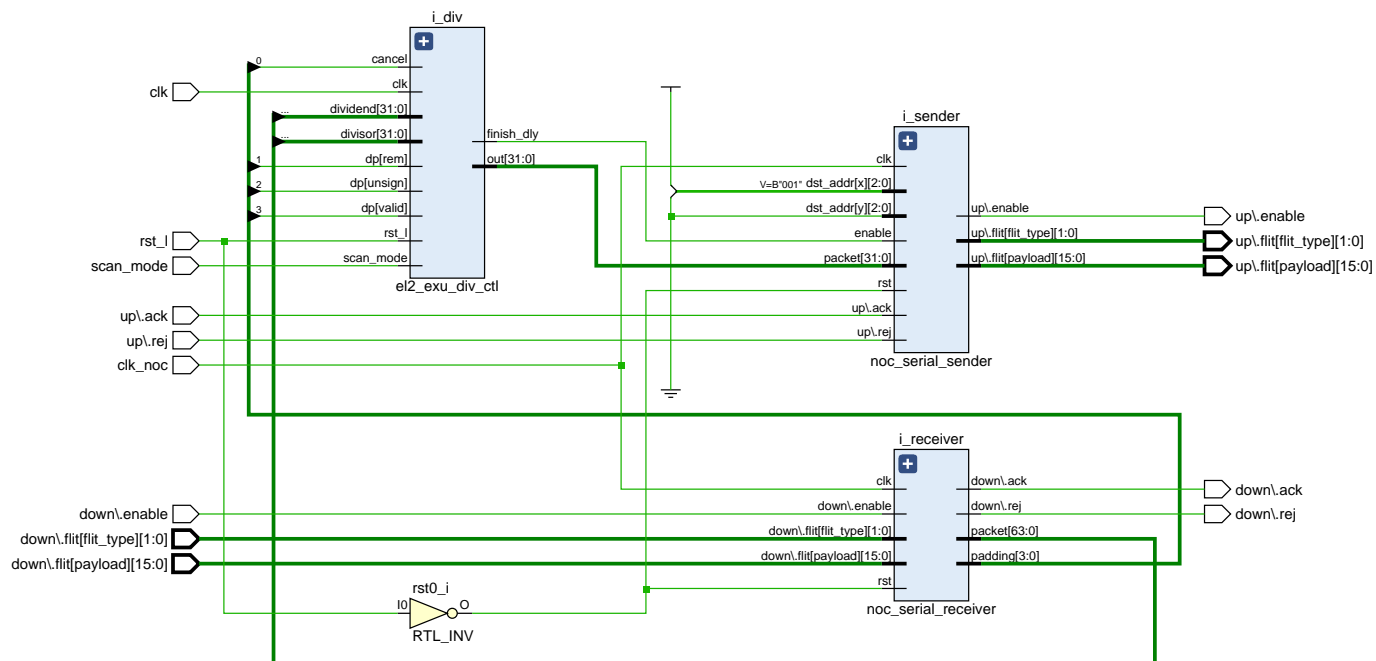 i_div
0
cancel
clk
clk
...
dividend[31:0]
...
divisor[31:0]
finish_dly
1
dp[rem]
out[31:0]
2
dp[unsign]
3
dp[valid]
rst_l
rst_l
scan_mode
scan_mode
el2_exu_div_ctl
i_sender
clk
V=B"001" dst_addr[x][2:0]
dst_addr[y][2:0]
up\.enable
up\.enable
enable
up\.flit[flit_type][1:0]
up\.flit[flit_type][1:0]
packet[31:0]
up\.flit[payload][15:0]
up\.flit[payload][15:0]
rst
up\.ack
up\.ack
up\.rej
up\.rej
clk_noc
noc_serial_sender
i_receiver
clk
down\.ack
down\.ack
down\.enable
down\.enable
down\.rej
down\.rej
down\.flit[flit_type][1:0]
down\.flit[flit_type][1:0]
packet[63:0]
down\.flit[payload][15:0]
down\.flit[payload][15:0]
padding[3:0]
rst
noc_serial_receiver
rst0_i
I0
O
RTL_INV